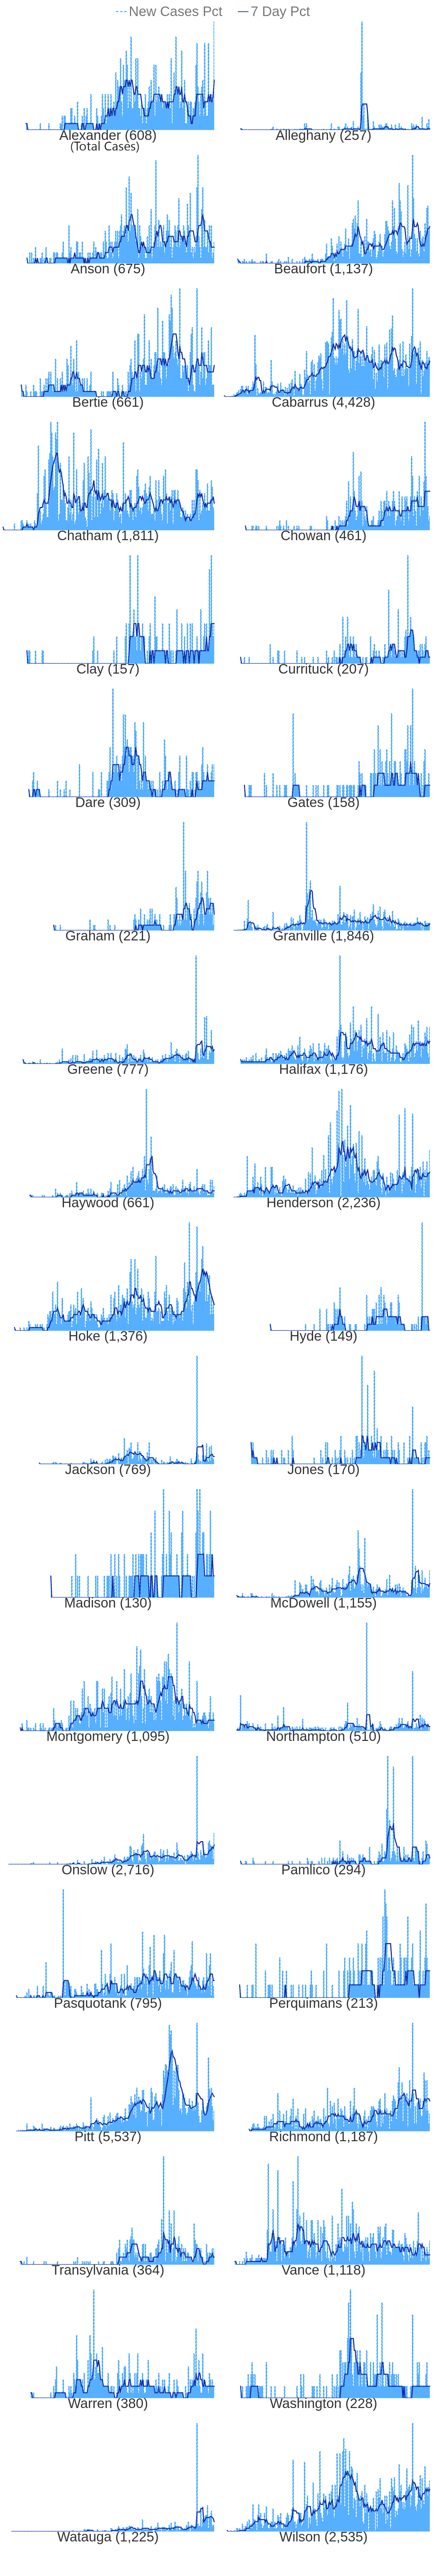 New Cases Pct 7 Day Pct
Alexander (608) Alleghany (257)
(Total Cases)
Anson (675) Beaufort (1,137)
Bertie (661) Cabarrus (4,428)
Chatham (1,811) Chowan (461)
Clay (157) Currituck (207)
Dare (309) Gates (158)
Graham (221) Granville (1,846)
Greene (777) Halifax (1,176)
Haywood (661) Henderson (2,236)
Hoke (1,376) Hyde (149)
Jackson (769) Jones (170)
Madison (130) McDowell (1,155)
Montgomery (1,095) Northampton (510)
Onslow (2,716) Pamlico (294)
Pasquotank (795) Perquimans (213)
Pitt (5,537) Richmond (1,187)
Transylvania (364) Vance (1,118)
Warren (380) Washington (228)
Watauga (1,225) Wilson (2,535)